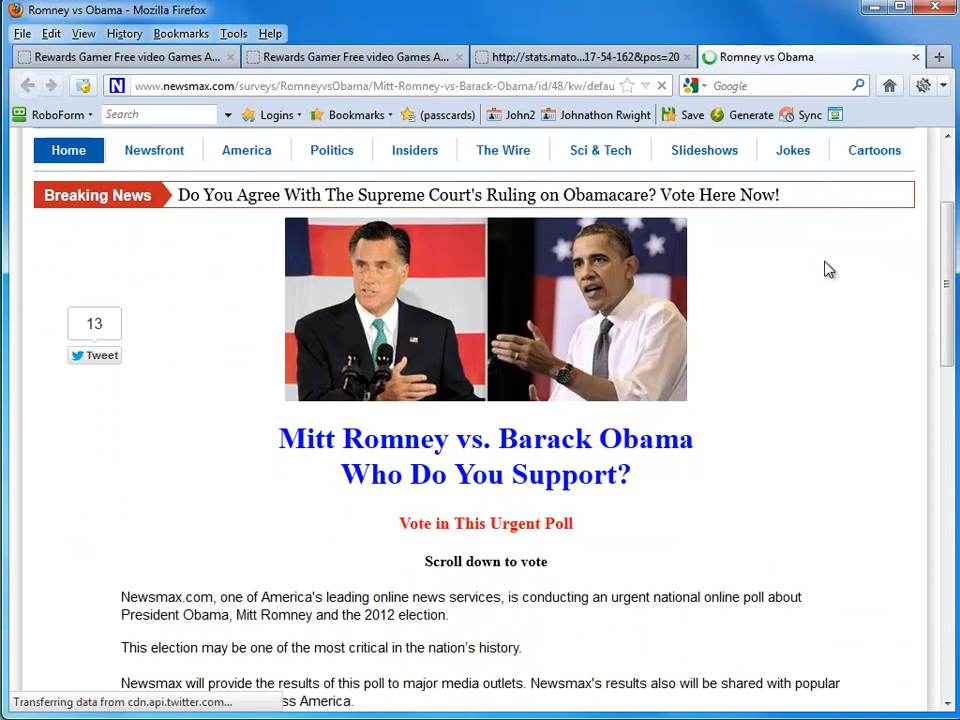 Romney vs Obama - Mozilla Firefox
File Edit View History Bookmarks Tools Help
Rewards Gamer Free video Games A... Rewards Gamer Free video Games A... http://stats.mato...17-54-162&pos=20 Romney vs Obama
N www.newsmax.com/surveys/RomneyvsObama/Mitt-Romney-vs-Barack-Obama/id/48/kw/defau Google
RoboForm Search Logins Bookmarks (passcards) John2 Johnathon Rwight Save Generate Sync
Home Newsfront America Politics Insiders The Wire Sci & Tech Slideshows Jokes Cartoons
Breaking News Do You Agree With The Supreme Court's Ruling on Obamacare? Vote Here Now!
13
Tweet
Mitt Romney vs. Barack Obama
Who Do You Support?
Vote in This Urgent Poll
Scroll down to vote
Newsmax.com, one of America's leading online news services, is conducting an urgent national online poll about
President Obama, Mitt Romney and the 2012 election.
This election may be one of the most critical in the nation's history.
Newsmax will provide the results of this poll to major media outlets. Newsmax's results also will be shared with popular
ss America.
Transferring data from cdn.api.twitter.com...